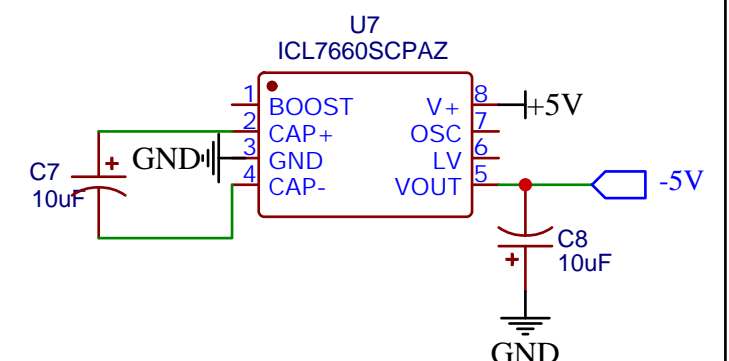 U7
ICL7660SCPAZ
1 BOOST V+ 8 +5V
2 CAP+ OSC 7
GND 3 GND LV 6
4 CAP- VOUT 5 -5V
C7
10uF
+
C8
10uF
+
GND